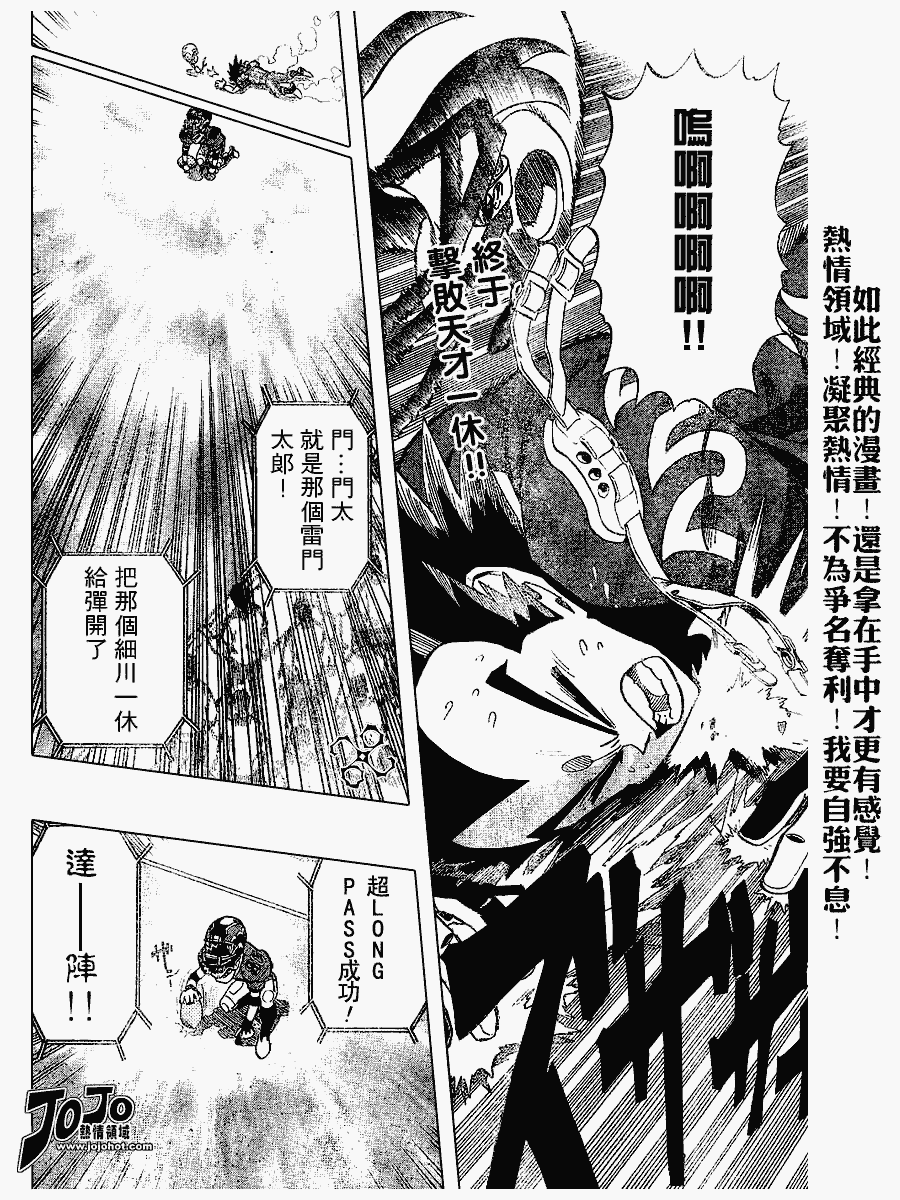 如此經典的漫畫！還是拿在手中才更有感覺！
熱情領域！凝聚熱情！不為爭名奪利！我要自強不息！
嗚啊啊啊啊!!
終于
擊敗天才一休!!
門…門太
就是那個雷門
太郎！
把那個細川一休
給彈開了
超LONG
PASS成功！
達──陣!!
ズザザ
JOJO
熱情領域
www.jojohot.com